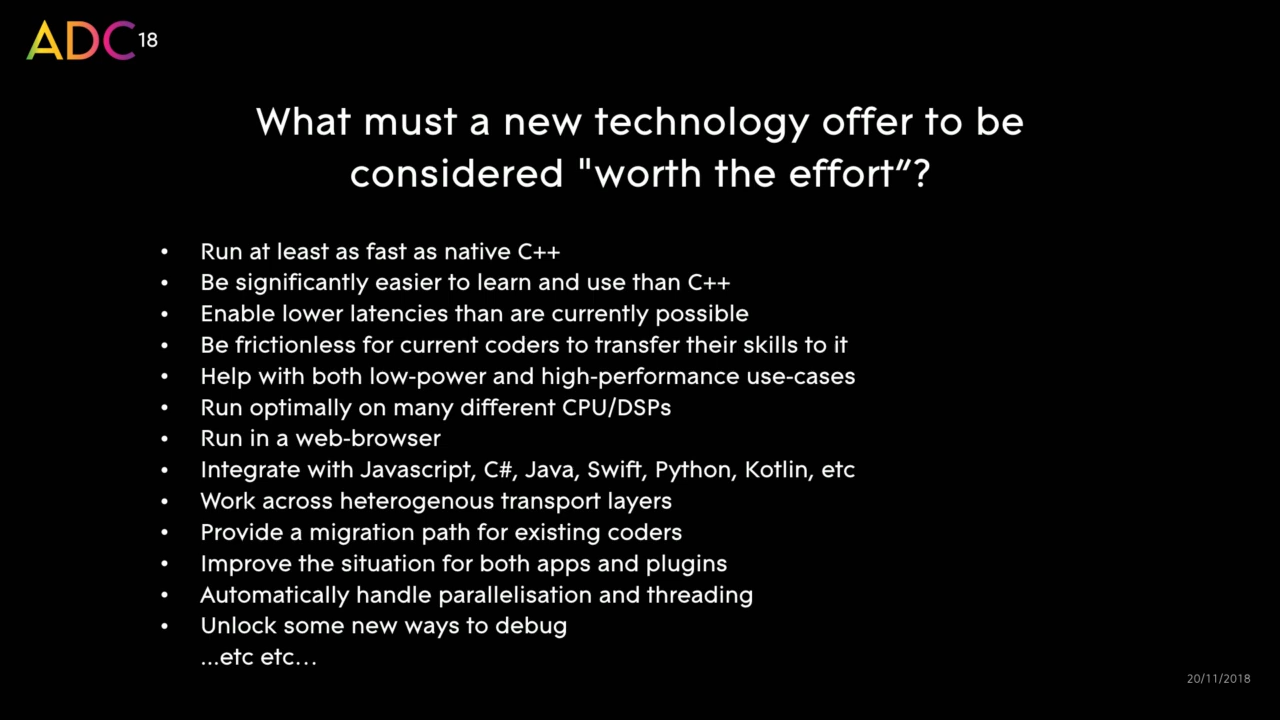 ADC18
What must a new technology offer to be
considered "worth the effort”?
• Run at least as fast as native C++
• Be significantly easier to learn and use than C++
• Enable lower latencies than are currently possible
• Be frictionless for current coders to transfer their skills to it
• Help with both low-power and high-performance use-cases
• Run optimally on many different CPU/DSPs
• Run in a web-browser
• Integrate with Javascript, C#, Java, Swift, Python, Kotlin, etc
• Work across heterogenous transport layers
• Provide a migration path for existing coders
• Improve the situation for both apps and plugins
• Automatically handle parallelisation and threading
• Unlock some new ways to debug
...etc etc...
20/11/2018